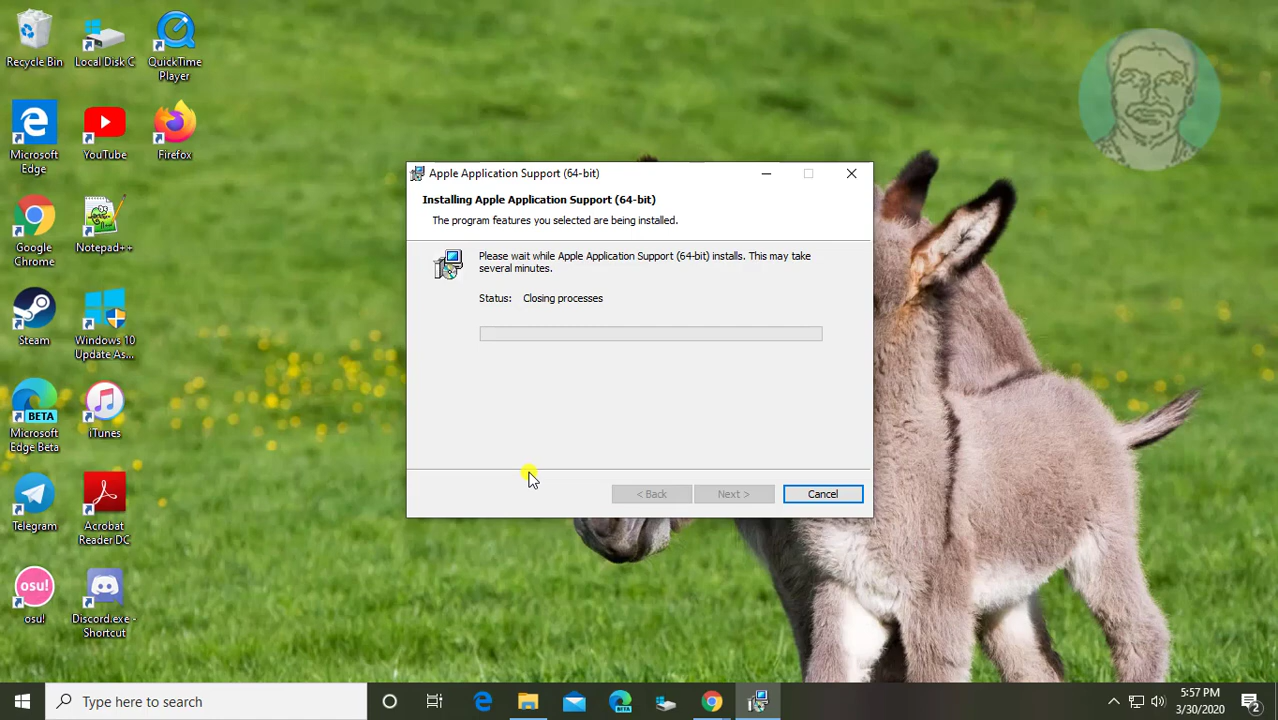 Recycle Bin
Local Disk C
QuickTime
Player
Microsoft
Edge
YouTube
Firefox
Google
Chrome
Notepad++
Steam
Windows 10
Update As...
BETA
Microsoft
Edge Beta
iTunes
Telegram
Acrobat
Reader DC
osu!
osu!
Discord.exe -
Shortcut
Apple Application Support (64-bit)
Installing Apple Application Support (64-bit)
The program features you selected are being installed.
Please wait while Apple Application Support (64-bit) installs. This may take
several minutes.
Status: Closing processes
< Back
Next >
Cancel
Type here to search
BETA
5:57 PM
3/30/2020
2